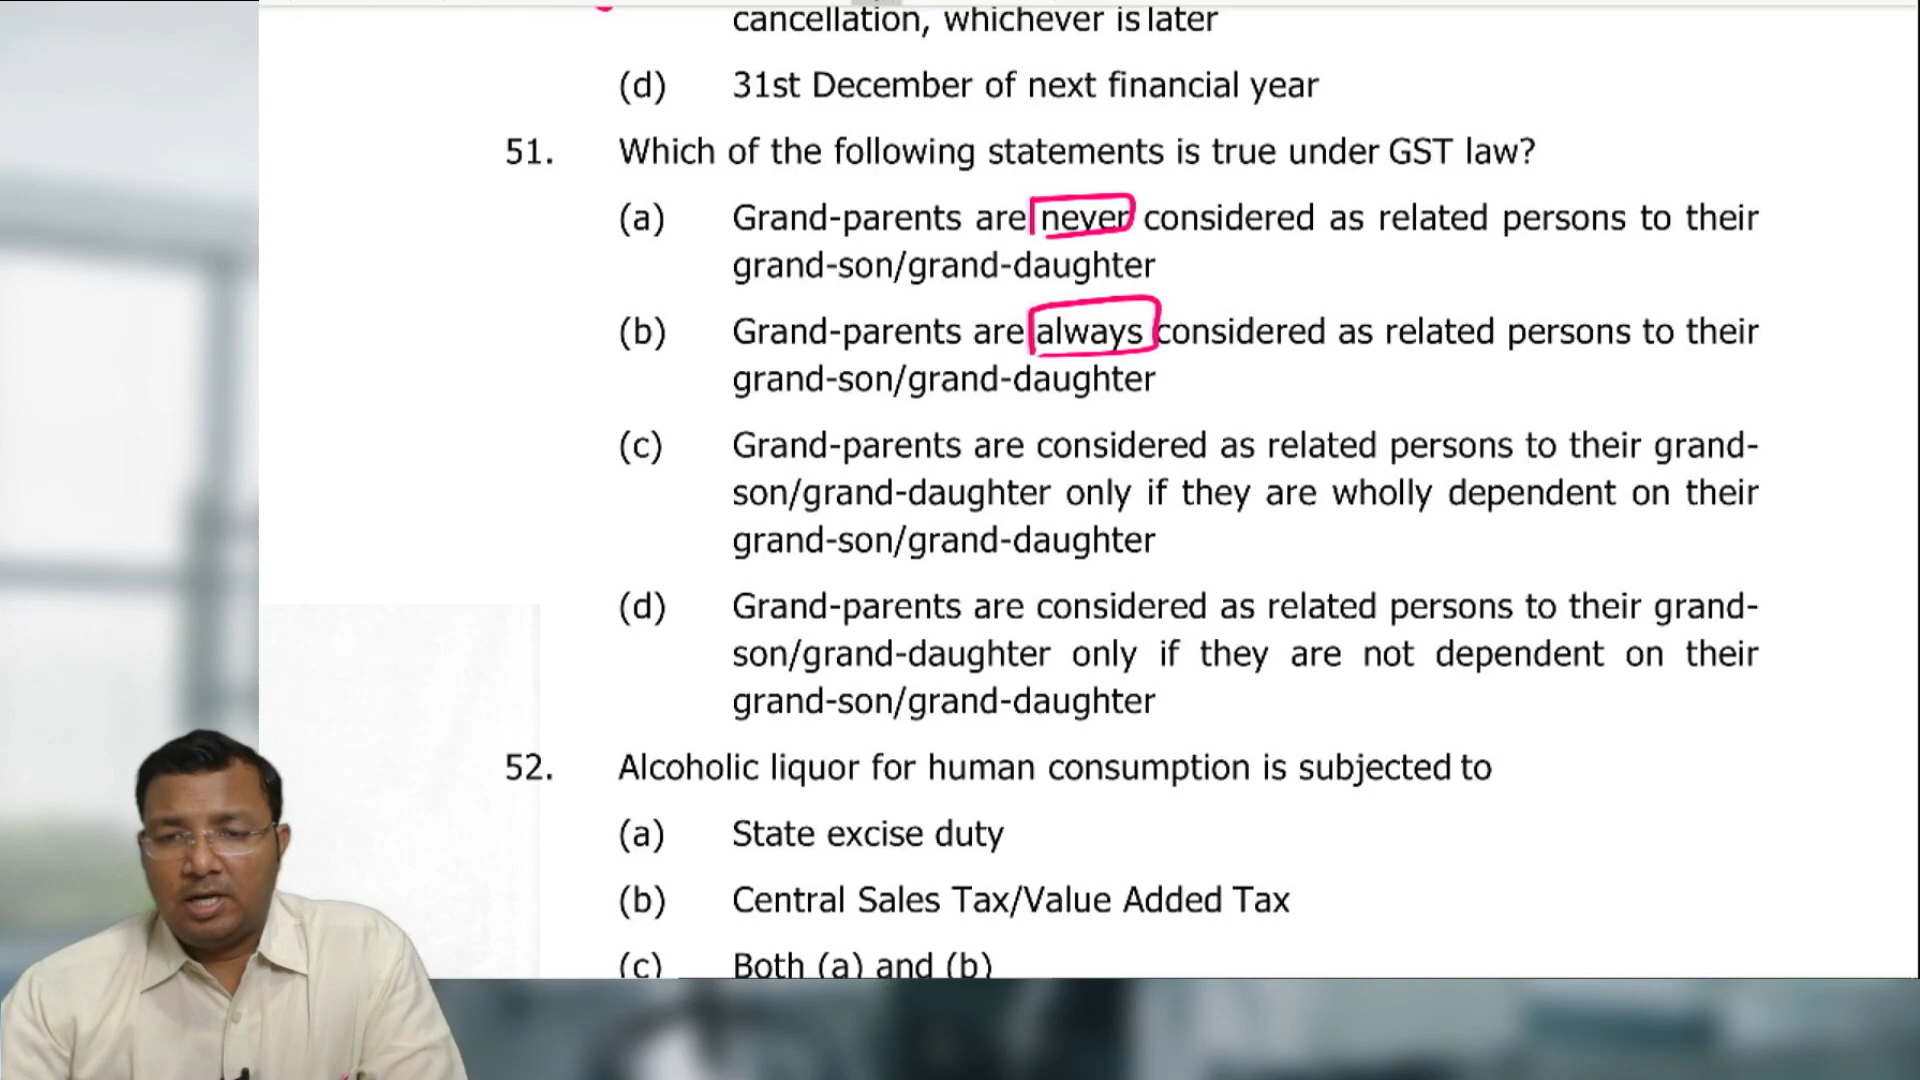 cancellation, whichever is later
(d) 31st December of next financial year
51. Which of the following statements is true under GST law?
(a) Grand-parents are never considered as related persons to their
grand-son/grand-daughter
(b) Grand-parents are always considered as related persons to their
grand-son/grand-daughter
(c) Grand-parents are considered as related persons to their grand-
son/grand-daughter only if they are wholly dependent on their
grand-son/grand-daughter
(d) Grand-parents are considered as related persons to their grand-
son/grand-daughter only if they are not dependent on their
grand-son/grand-daughter
52. Alcoholic liquor for human consumption is subjected to
(a) State excise duty
(b) Central Sales Tax/Value Added Tax
(c) Both (a) and (b)